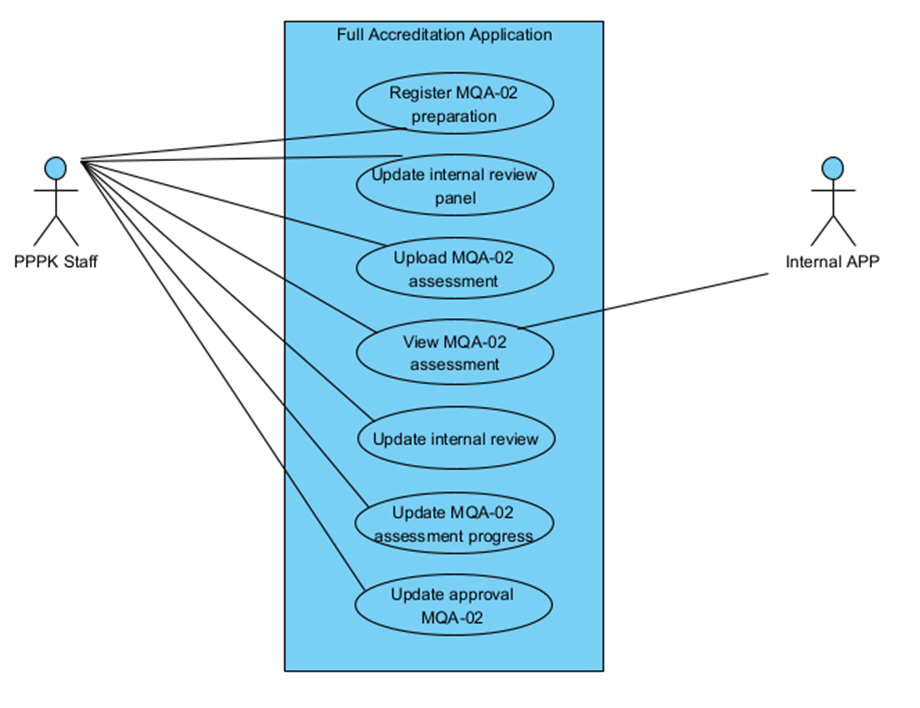 Full Accreditation Application
Register MQA-02
preparation
Update internal review
panel
Upload MQA-02
assessment
View MQA-02
assessment
Update internal review
Update MQA-02
assessment progress
Update approval
MQA-02
PPPK Staff
Internal APP